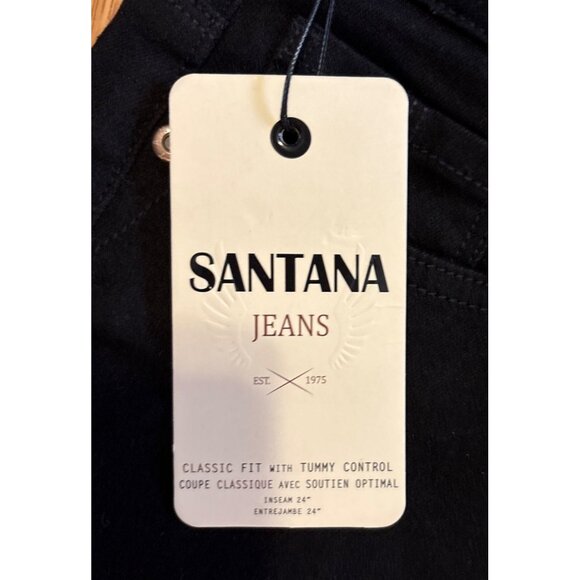 SANTANA
JEANS
EST. 1975
CLASSIC FIT WITH TUMMY CONTROL
COUPE CLASSIQUE AVEC SOUTIEN OPTIMAL
INSEAM 24"
ENTREJAMBE 24"